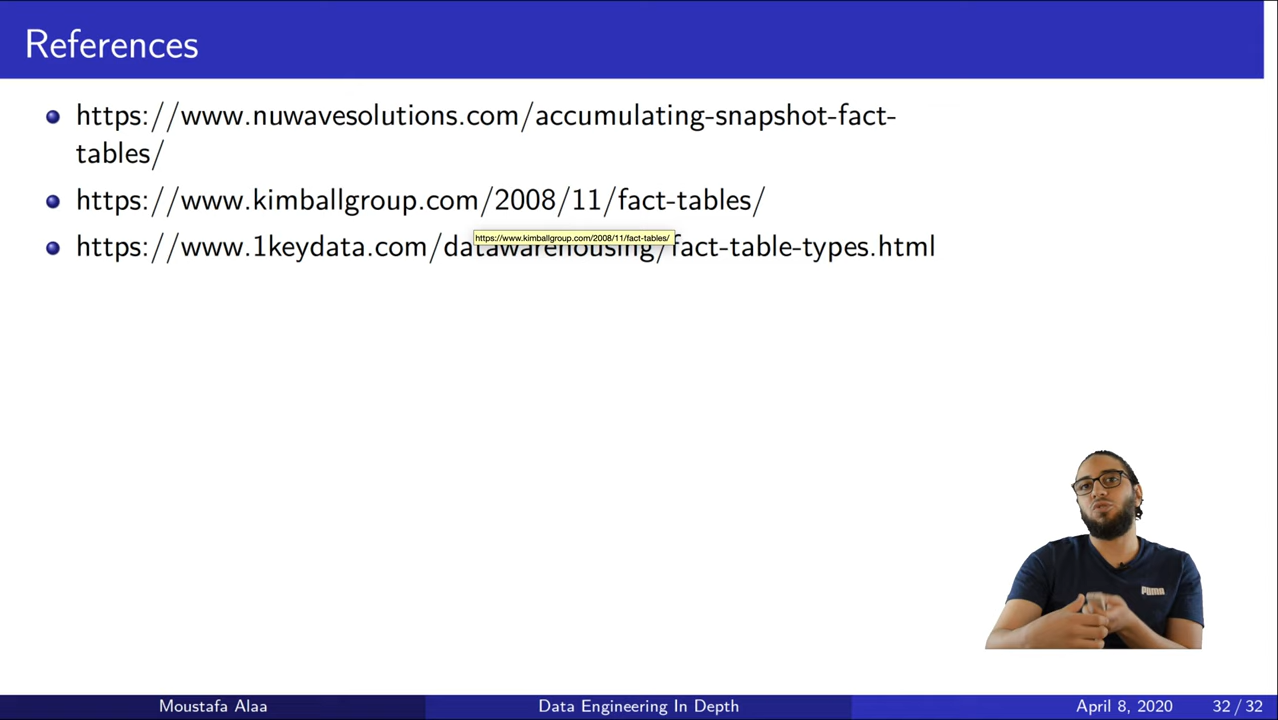 References
https://www.nuwavesolutions.com/accumulating-snapshot-fact-
tables/
https://www.kimballgroup.com/2008/11/fact-tables/
https://www.kimballgroup.com/2008/11/fact-tables/
https://www.1keydata.com/datawarehousing/fact-table-types.html
PUMA
Moustafa Alaa Data Engineering In Depth April 8, 2020 32 / 32